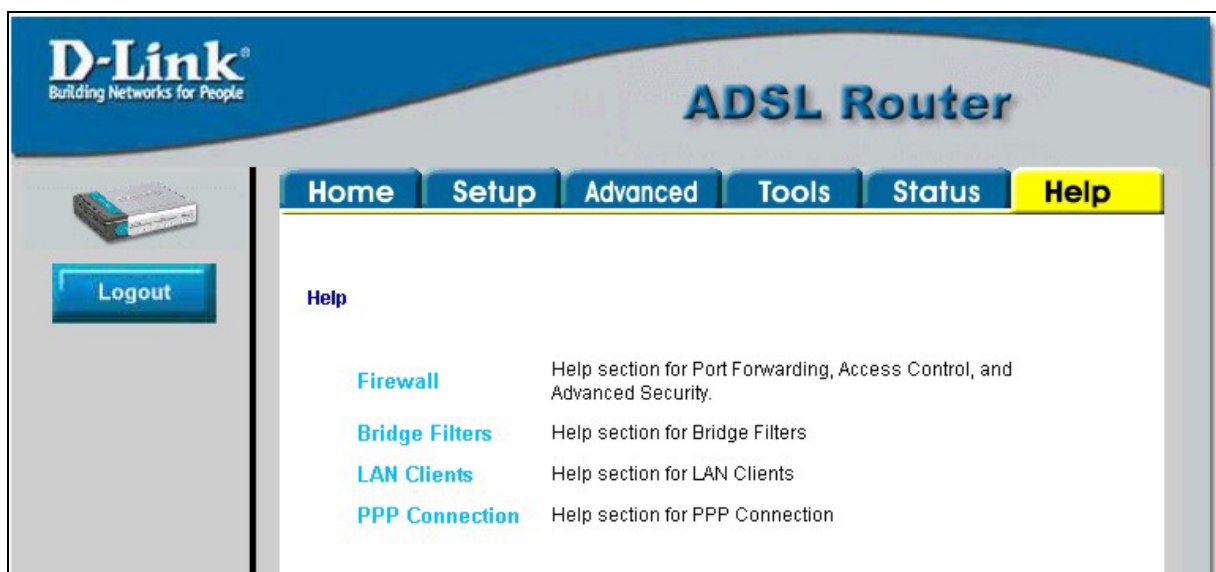 D-Link®
Building Networks for People
ADSL Router
Home Setup Advanced Tools Status Help
Logout
Help
Firewall Help section for Port Forwarding, Access Control, and
Advanced Security.
Bridge Filters Help section for Bridge Filters
LAN Clients Help section for LAN Clients
PPP Connection Help section for PPP Connection